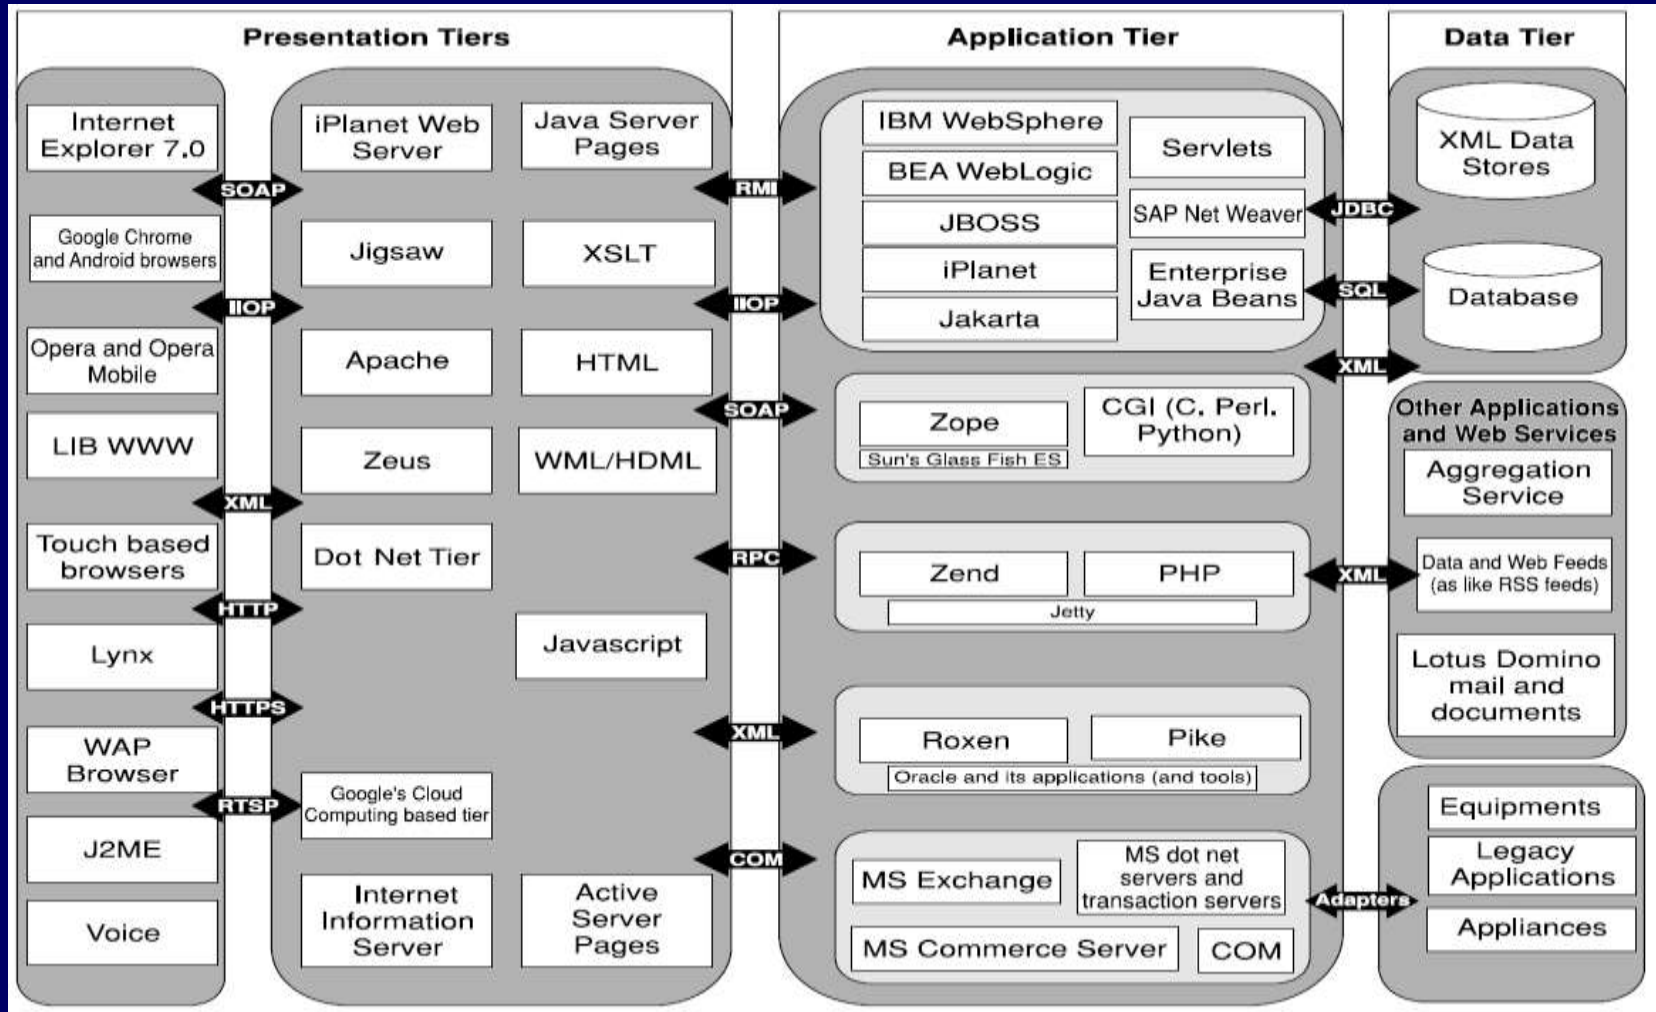 Presentation Tiers
Internet
Explorer 7.0
Google Chrome
and Android browsers
Opera and Opera
Mobile
LIB WWW
Touch based
browsers
Lynx
WAP
Browser
J2ME
Voice
SOAP
IIOP
XML
HTTP
HTTPS
RTSP
iPlanet Web
Server
Jigsaw
Apache
Zeus
Dot Net Tier
Google's Cloud
Computing based tier
Internet
Information
Server
Java Server
Pages
XSLT
HTML
WML/HDML
Javascript
Active
Server
Pages
RMI
IIOP
SOAP
RPC
XML
COM
Application Tier
IBM WebSphere
BEA WebLogic
JBOSS
iPlanet
Jakarta
Servlets
SAP Net Weaver
Enterprise
Java Beans
Zope
Sun's Glass Fish ES
CGI (C. Perl.
Python)
Zend
PHP
Jetty
Roxen
Pike
Oracle and its applications (and tools)
MS Exchange
MS dot net
servers and
transaction servers
MS Commerce Server
COM
JDBC
SQL
XML
XML
Adapters
Data Tier
XML Data
Stores
Database
Other Applications
and Web Services
Aggregation
Service
Data and Web Feeds
(as like RSS feeds)
Lotus Domino
mail and
documents
Equipments
Legacy
Applications
Appliances